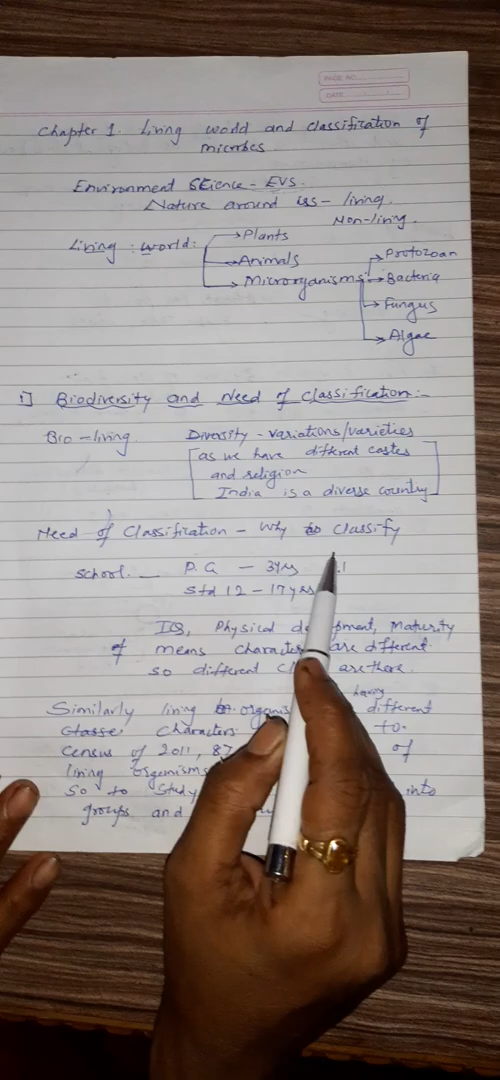 PAGE NO.
DATE
Chapter 1. Living world and classification of
microbes
Environment Science - EVS
Nature around us - living.
Non-living.
Living world:
Plants
Animals
Microrganisms
Protozoan
Bacteria
Fungus
Algae
1] Biodiversity and Need of Classification:-
Bio - living. Diversity - variations/varieties
as we have different castes
and religion
India is a diverse country
Need of Classification - Why to Classify
School. P.G - 3yrs
Std 12 - 17yrs
IQ, Physical Maturity
of means are different.
so different are there.
having
Similarly living different
Classe Characters to.
Census of 2011, 87 of
living organisms
so to study into
groups and